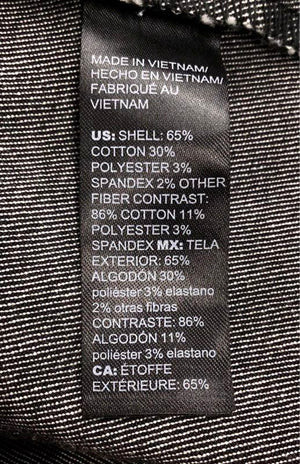 MADE IN VIETNAM/
HECHO EN VIETNAM/
FABRIQUÉ AU
VIETNAM
US: SHELL: 65%
COTTON 30%
POLYESTER 3%
SPANDEX 2% OTHER
FIBER CONTRAST:
86% COTTON 11%
POLYESTER 3%
SPANDEX MX: TELA
EXTERIOR: 65%
ALGODÓN 30%
poliéster 3% elastano
2% otras fibras
CONTRASTE: 86%
ALGODÓN 11%
poliéster 3% elastano
CA: ÉTOFFE
EXTÉRIEURE: 65%